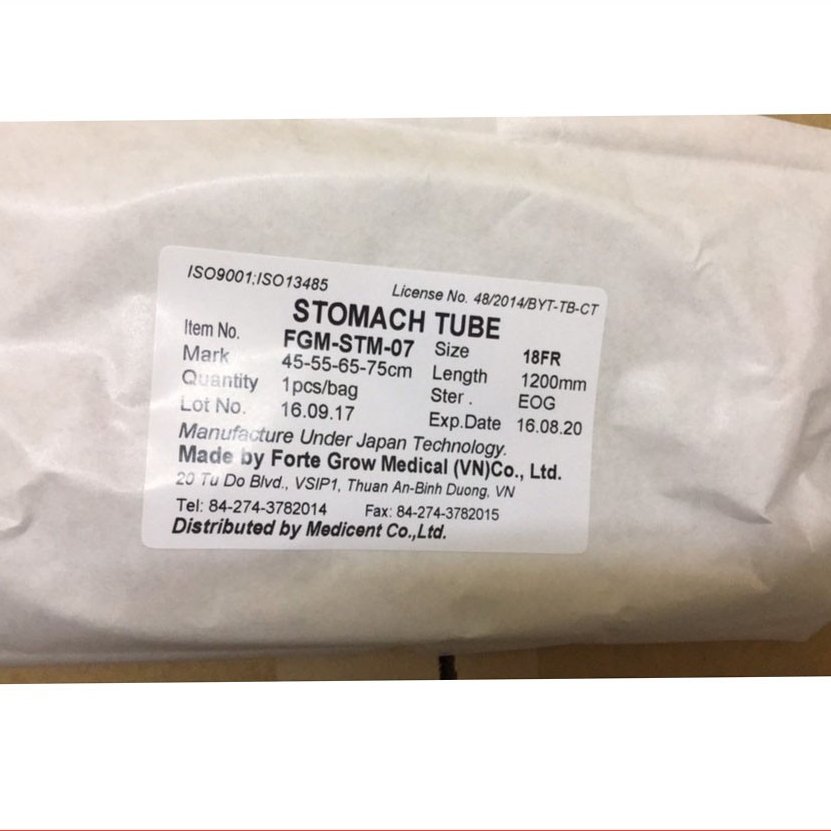 ISO9001;ISO13485 License No. 48/2014/BYT-TB-CT
STOMACH TUBE
Item No. FGM-STM-07 Size 18FR
Mark 45-55-65-75cm Length 1200mm
Quantity 1pcs/bag Ster . EOG
Lot No. 16.09.17 Exp.Date 16.08.20
Manufacture Under Japan Technology.
Made by Forte Grow Medical (VN)Co., Ltd.
20 Tu Do Blvd., VSIP1, Thuan An-Binh Duong, VN
Tel: 84-274-3782014 Fax: 84-274-3782015
Distributed by Medicent Co.,Ltd.